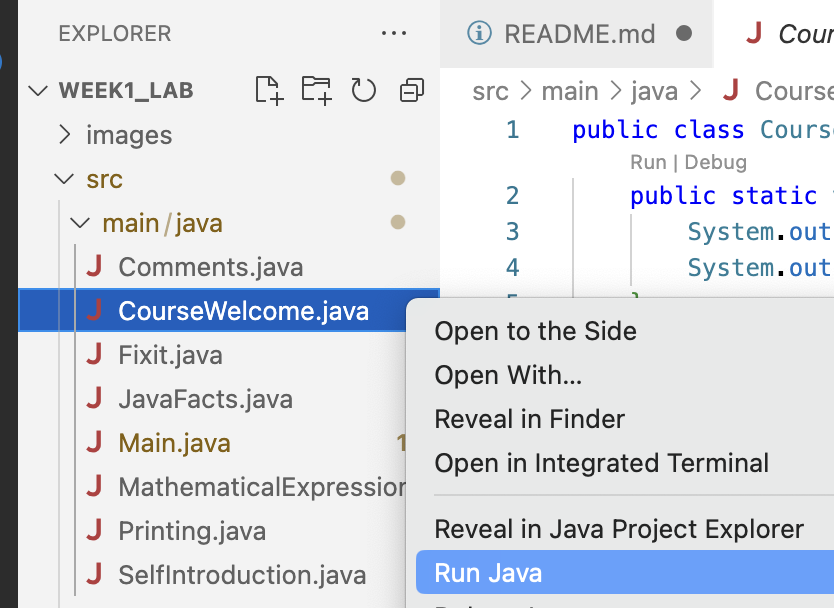 EXPLORER ...
WEEK1_LAB
images
src
main/java
J Comments.java
J CourseWelcome.java
J Fixit.java
J JavaFacts.java
J Main.java 1
J MathematicalExpression
J Printing.java
J SelfIntroduction.java
README.md J Cour
src > main > java > J Course
1 public class Cours
Run | Debug
2 public static
3 System.out
4 System.out
Open to the Side
Open With...
Reveal in Finder
Open in Integrated Terminal
Reveal in Java Project Explorer
Run Java